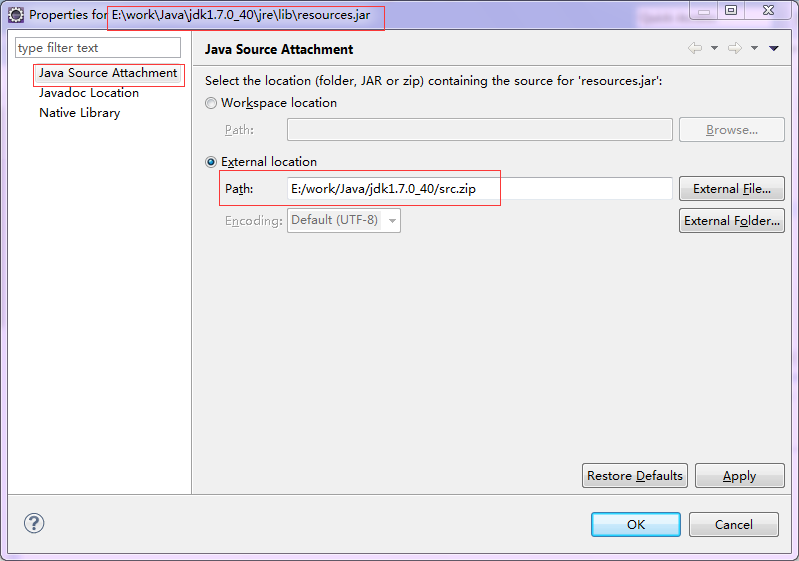 Properties for E:\work\Java\jdk1.7.0_40\jre\lib\resources.jar
type filter text
Java Source Attachment
Javadoc Location
Native Library
Java Source Attachment
Select the location (folder, JAR or zip) containing the source for 'resources.jar':
Workspace location
Path:
Browse...
External location
Path: E:/work/Java/jdk1.7.0_40/src.zip
External File...
Encoding: Default (UTF-8)
External Folder...
Restore Defaults
Apply
?
OK
Cancel